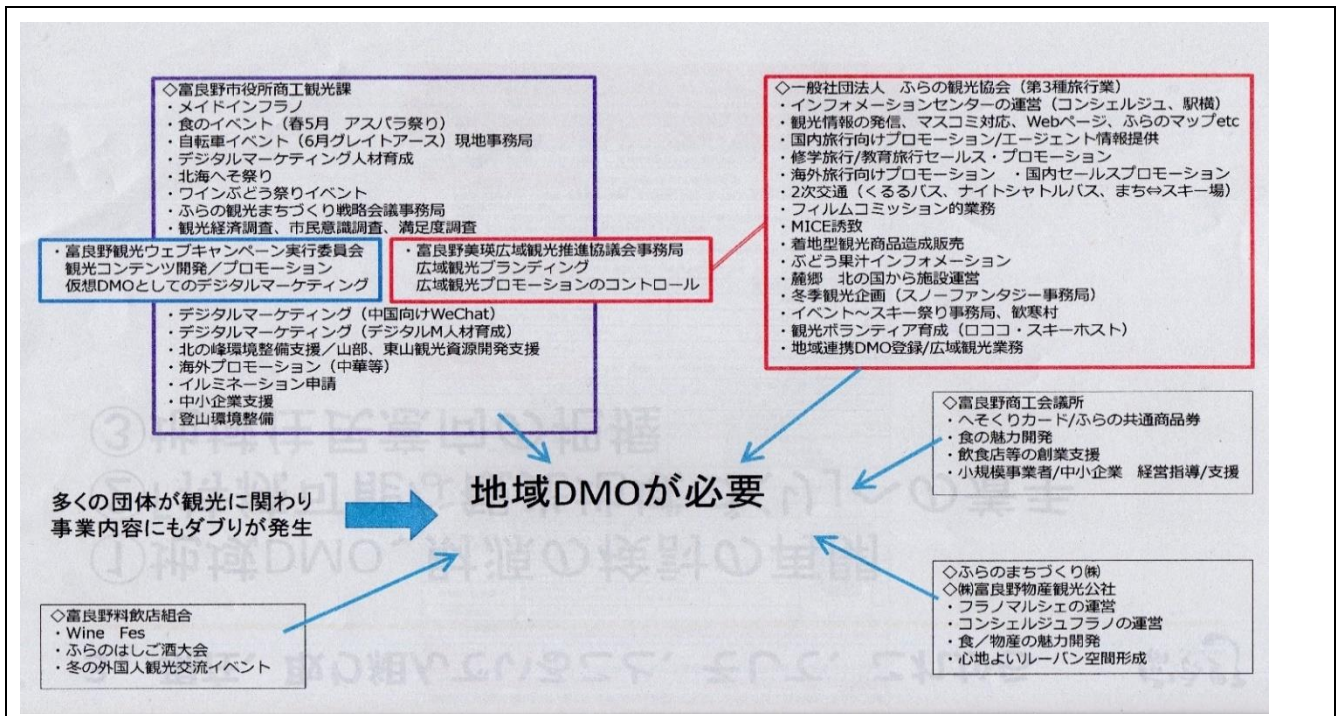 ◇富良野市役所商工観光課
・メイドインフラノ
・食のイベント（春5月　アスパラ祭り）
・自転車イベント（6月グレイトアース）現地事務局
・デジタルマーケティング人材育成
・北海へそ祭り
・ワインぶどう祭りイベント
・ふらの観光まちづくり戦略会議事務局
・観光経済調査、市民意識調査、満足度調査
・富良野観光ウェブキャンペーン実行委員会
観光コンテンツ開発／プロモーション
仮想DMOとしてのデジタルマーケティング
・富良野美瑛広域観光推進協議会事務局
広域観光ブランディング
広域観光プロモーションのコントロール
・デジタルマーケティング（中国向けWeChat）
・デジタルマーケティング（デジタルM人材育成）
・北の峰環境整備支援／山部、東山観光資源開発支援
・海外プロモーション（中華等）
・イルミネーション申請
・中小企業支援
・登山環境整備
◇一般社団法人　ふらの観光協会（第3種旅行業）
・インフォメーションセンターの運営（コンシェルジュ、駅横）
・観光情報の発信、マスコミ対応、Webページ、ふらのマップetc
・国内旅行向けプロモーション/エージェント情報提供
・修学旅行/教育旅行セールス・プロモーション
・海外旅行向けプロモーション　・国内セールスプロモーション
・2次交通（くるるバス、ナイトシャトルバス、まち⇔スキー場）
・フィルムコミッション的業務
・MICE誘致
・着地型観光商品造成販売
・ぶどう果汁インフォメーション
・麓郷　北の国から施設運営
・冬季観光企画（スノーファンタジー事務局）
・イベント～スキー祭り事務局、歓寒村
・観光ボランティア育成（ロココ・スキーホスト）
・地域連携DMO登録/広域観光業務
◇富良野商工会議所
・へそくりカード/ふらの共通商品券
・食の魅力開発
・飲食店等の創業支援
・小規模事業者/中小企業　経営指導/支援
多くの団体が観光に関わり
事業内容にもダブりが発生
地域DMOが必要
◇富良野料飲店組合
・Wine　Fes
・ふらのはしご酒大会
・冬の外国人観光交流イベント
◇ふらのまちづくり㈱
◇㈱富良野物産観光公社
・フラノマルシェの運営
・コンシェルジュフラノの運営
・食／物産の魅力開発
・心地よいルーバン空間形成
①地域DMO、財源の検討の再開
③地域住民意向の把握